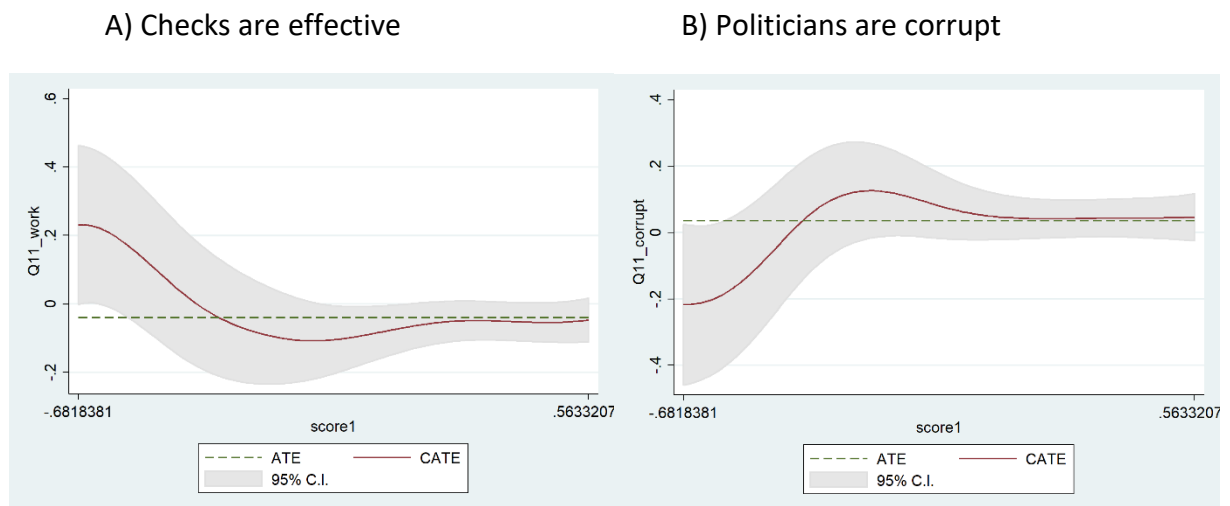 A) Checks are effective
B) Politicians are corrupt
Q11_work
.6
.4
.2
0
-.2
-.6818381
.5633207
score1
ATE
CATE
95% C.I.
Q11_corrupt
.4
.2
0
-.2
-.4
-.6818381
.5633207
score1
ATE
CATE
95% C.I.